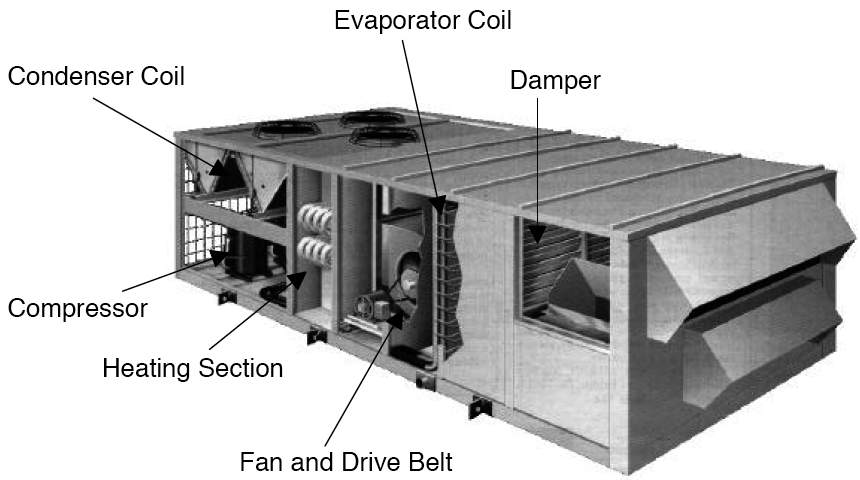 Evaporator Coil
Condenser Coil
Damper
Compressor
Heating Section
Fan and Drive Belt